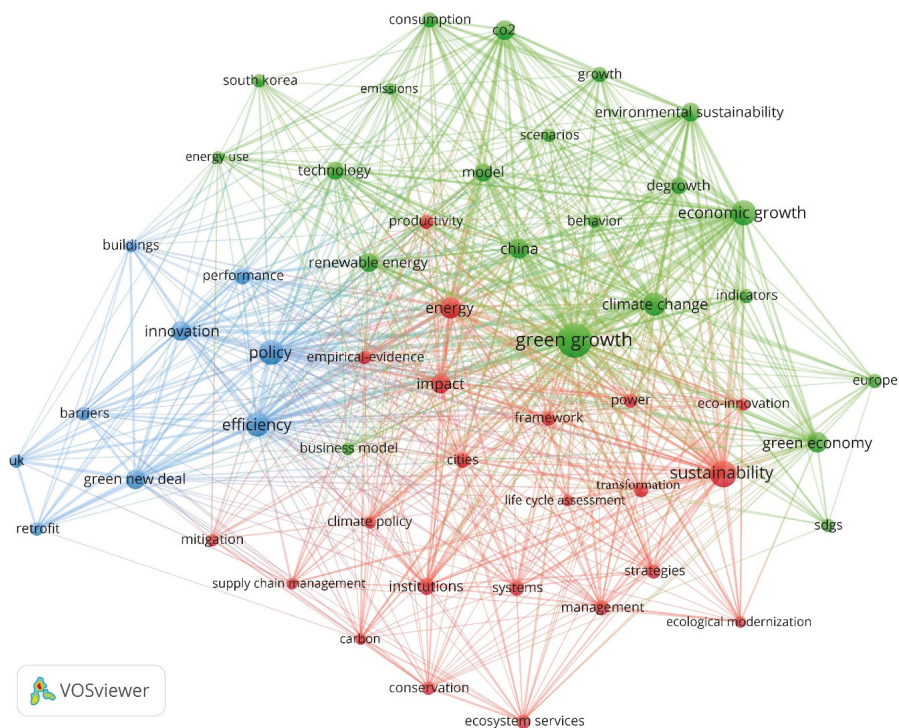 consumption
co2
growth
south korea
emissions
environmental sustainability
scenarios
energy use
technology
model
degrowth
productivity
behavior
economic growth
buildings
renewable energy
china
performance
climate change
indicators
energy
innovation
green growth
policy
empirical evidence
impact
europe
power
eco-innovation
barriers
framework
efficiency
business model
green economy
cities
uk
green new deal
sustainability
transformation
life cycle assessment
retrofit
climate policy
sdgs
mitigation
strategies
supply chain management
institutions
systems
management
ecological modernization
carbon
conservation
VOSviewer
ecosystem services